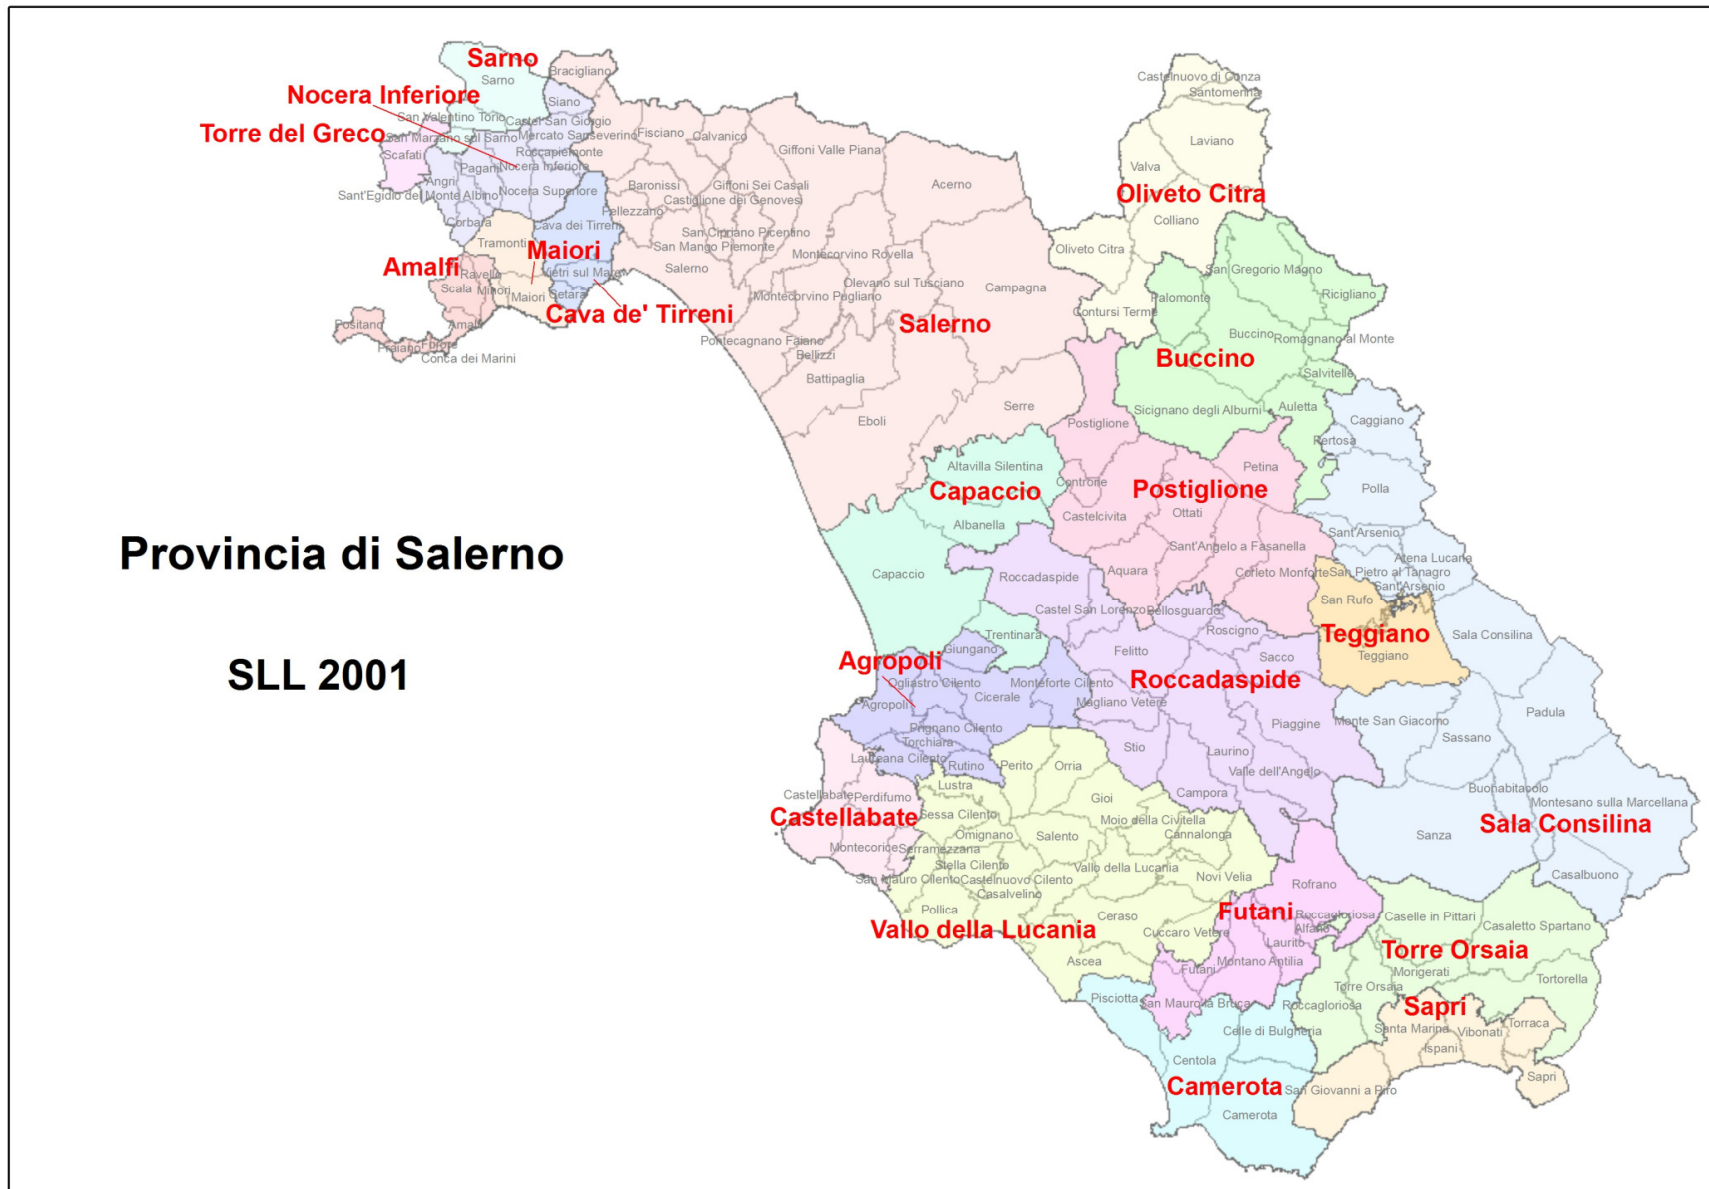 Sarno
Sarno
Bracigliano
Nocera Inferiore
Siano
San Valentino Torio
Castel San Giorgio
Torre del Greco
San Marzano sul Sarno
Mercato Sanseverino
Fisciano
Calvanico
Scafati
Roccapiemonte
Giffoni Valle Piana
Pagani
Nocera Inferiore
Angri
Sant'Egidio del Monte Albino
Nocera Superiore
Baronissi
Giffoni Sei Casali
Castiglione dei Genovesi
Acerno
Corbara
Pellezzano
Cava dei Tirreni
Tramonti
San Cipriano Picentino
San Mango Piemonte
Maiori
Montecorvino Rovella
Amalfi
Ravello
Vietri sul Mare
Salerno
Scala
Minori
Maiori
Cetara
Olevano sul Tusciano
Campagna
Montecorvino Pugliano
Cava de' Tirreni
Salerno
Positano
Amalfi
Praiano
Furore
Conca dei Marini
Pontecagnano Faiano
Bellizzi
Battipaglia
Eboli
Serre
Castelnuovo di Conza
Santomenna
Laviano
Valva
Oliveto Citra
Colliano
Oliveto Citra
San Gregorio Magno
Palomonte
Ricigliano
Contursi Terme
Buccino
Romagnano al Monte
Buccino
Salvitelle
Sicignano degli Alburni
Auletta
Caggiano
Postiglione
Pertosa
Altavilla Silentina
Petina
Capaccio
Controne
Postiglione
Polla
Albanella
Castelcivita
Ottati
Sant'Arsenio
Provincia di Salerno
Sant'Angelo a Fasanella
Atena Lucana
Capaccio
Roccadaspide
Aquara
Corleto Monforte
San Pietro al Tanagro
Sant'Arsenio
San Rufo
Castel San Lorenzo
Bellosguardo
Trentinara
Roscigno
Teggiano
Sala Consilina
Giungano
Felitto
Sacco
Teggiano
Agropoli
SLL 2001
Ogliastro Cilento
Monteforte Cilento
Roccadaspide
Cicerale
Agropoli
Magliano Vetere
Padula
Prignano Cilento
Piaggine
Monte San Giacomo
Torchiara
Sassano
Laureana Cilento
Stio
Laurino
Rutino
Perito
Orria
Valle dell'Angelo
Lustra
Buonabitacolo
Castellabate
Perdifumo
Gioi
Campora
Montesano sulla Marcellana
Castellabate
Sessa Cilento
Moio della Civitella
Sala Consilina
Omignano
Salento
Cannalonga
Sanza
Montecorice
Serramezzana
Stella Cilento
Vallo della Lucania
San Mauro Cilento
Castelnuovo Cilento
Novi Velia
Casalbuono
Casalvelino
Rofrano
Pollica
Ceraso
Futani
Roccagloriosa
Caselle in Pittari
Vallo della Lucania
Cuccaro Vetere
Alfano
Casaletto Spartano
Laurito
Torre Orsaia
Ascea
Futani
Montano Antilia
Morigerati
Tortorella
Pisciotta
San Mauro la Bruca
Roccagloriosa
Torre Orsaia
Sapri
Celle di Bulgheria
Santa Marina
Vibonati
Torraca
Ispani
Centola
Sapri
Camerota
San Giovanni a Piro
Camerota